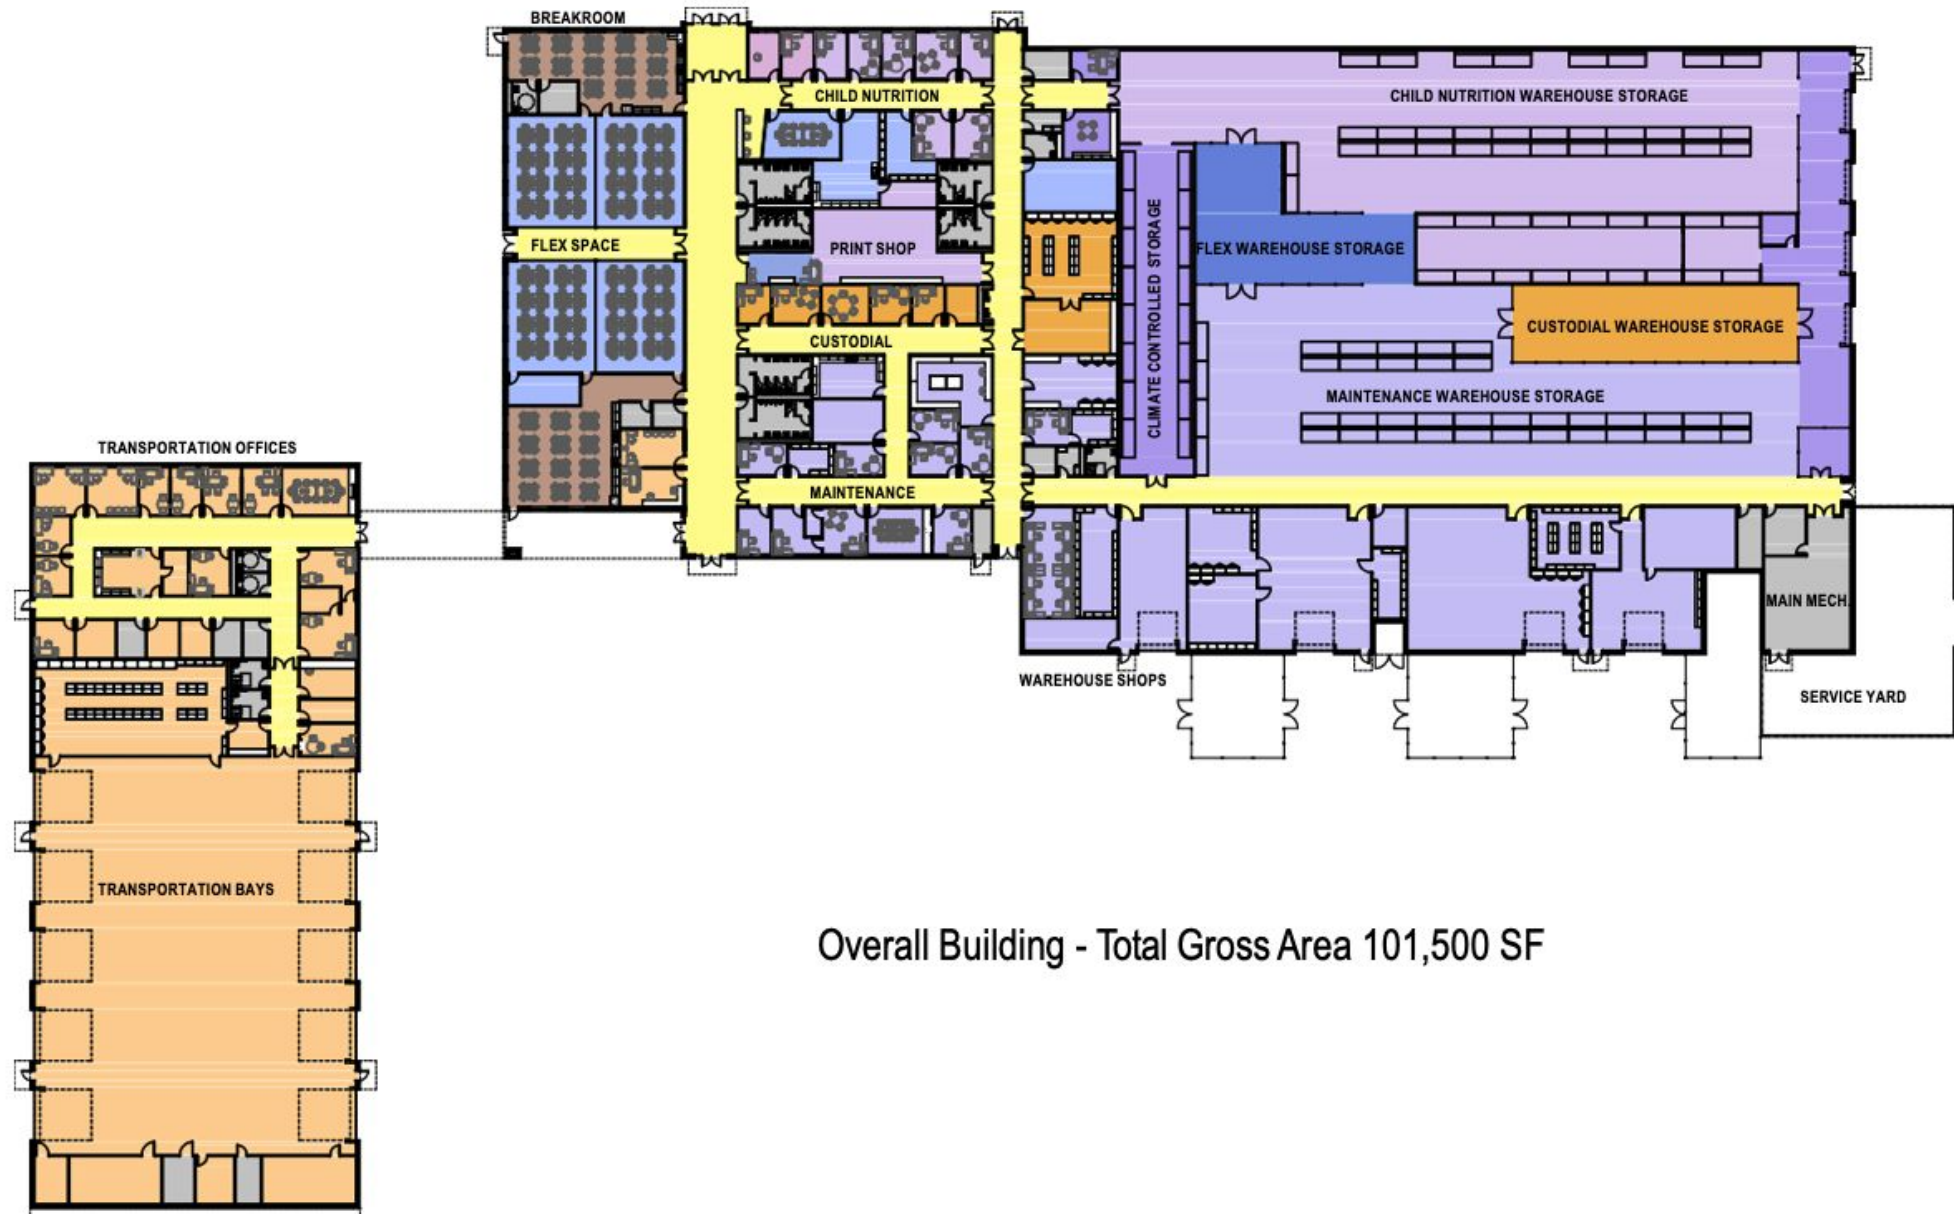 BREAKROOM
CHILD NUTRITION
CHILD NUTRITION WAREHOUSE STORAGE
FLEX SPACE
PRINT SHOP
CLIMATE CONTROLLED STORAGE
FLEX WAREHOUSE STORAGE
CUSTODIAL
CUSTODIAL WAREHOUSE STORAGE
MAINTENANCE WAREHOUSE STORAGE
TRANSPORTATION OFFICES
MAINTENANCE
MAIN MECH.
WAREHOUSE SHOPS
SERVICE YARD
TRANSPORTATION BAYS
Overall Building - Total Gross Area 101,500 SF